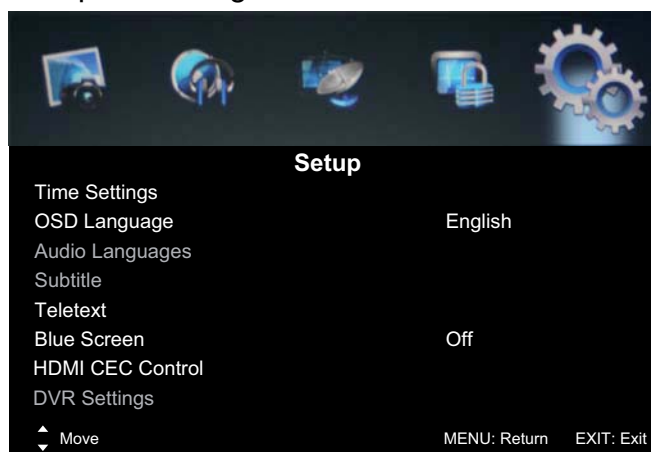 Setup
Time Settings
OSD Language English
Audio Languages
Subtitle
Teletext
Blue Screen Off
HDMI CEC Control
DVR Settings
Move MENU: Return EXIT: Exit